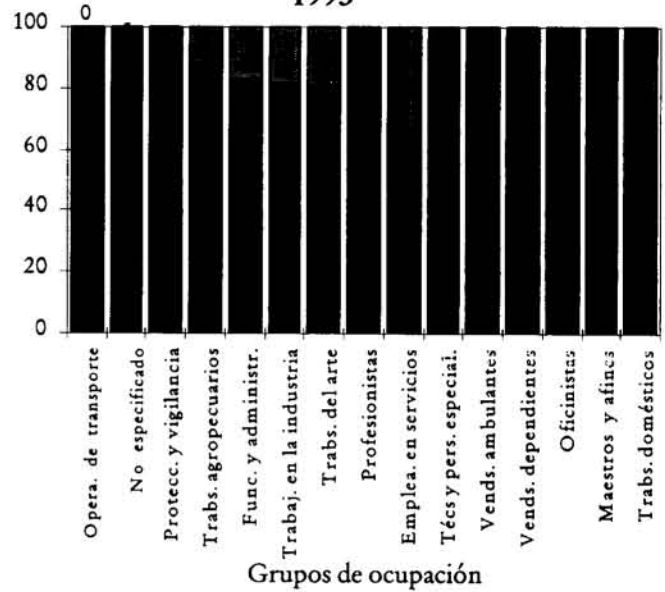 1993
0
100
80
60
40
20
0
Opera. de transporte
No especificado
Protecc. y vigilancia
Trabs. agropecuarios
Func. y administr.
Trabaj. en la industria
Trabs. del arte
Profesionistas
Emplea. en servicios
Técs y pers. especial.
Vends. ambulantes
Vends. dependientes
Oficinistas
Maestros y afines
Trabs. domésticos
Grupos de ocupación